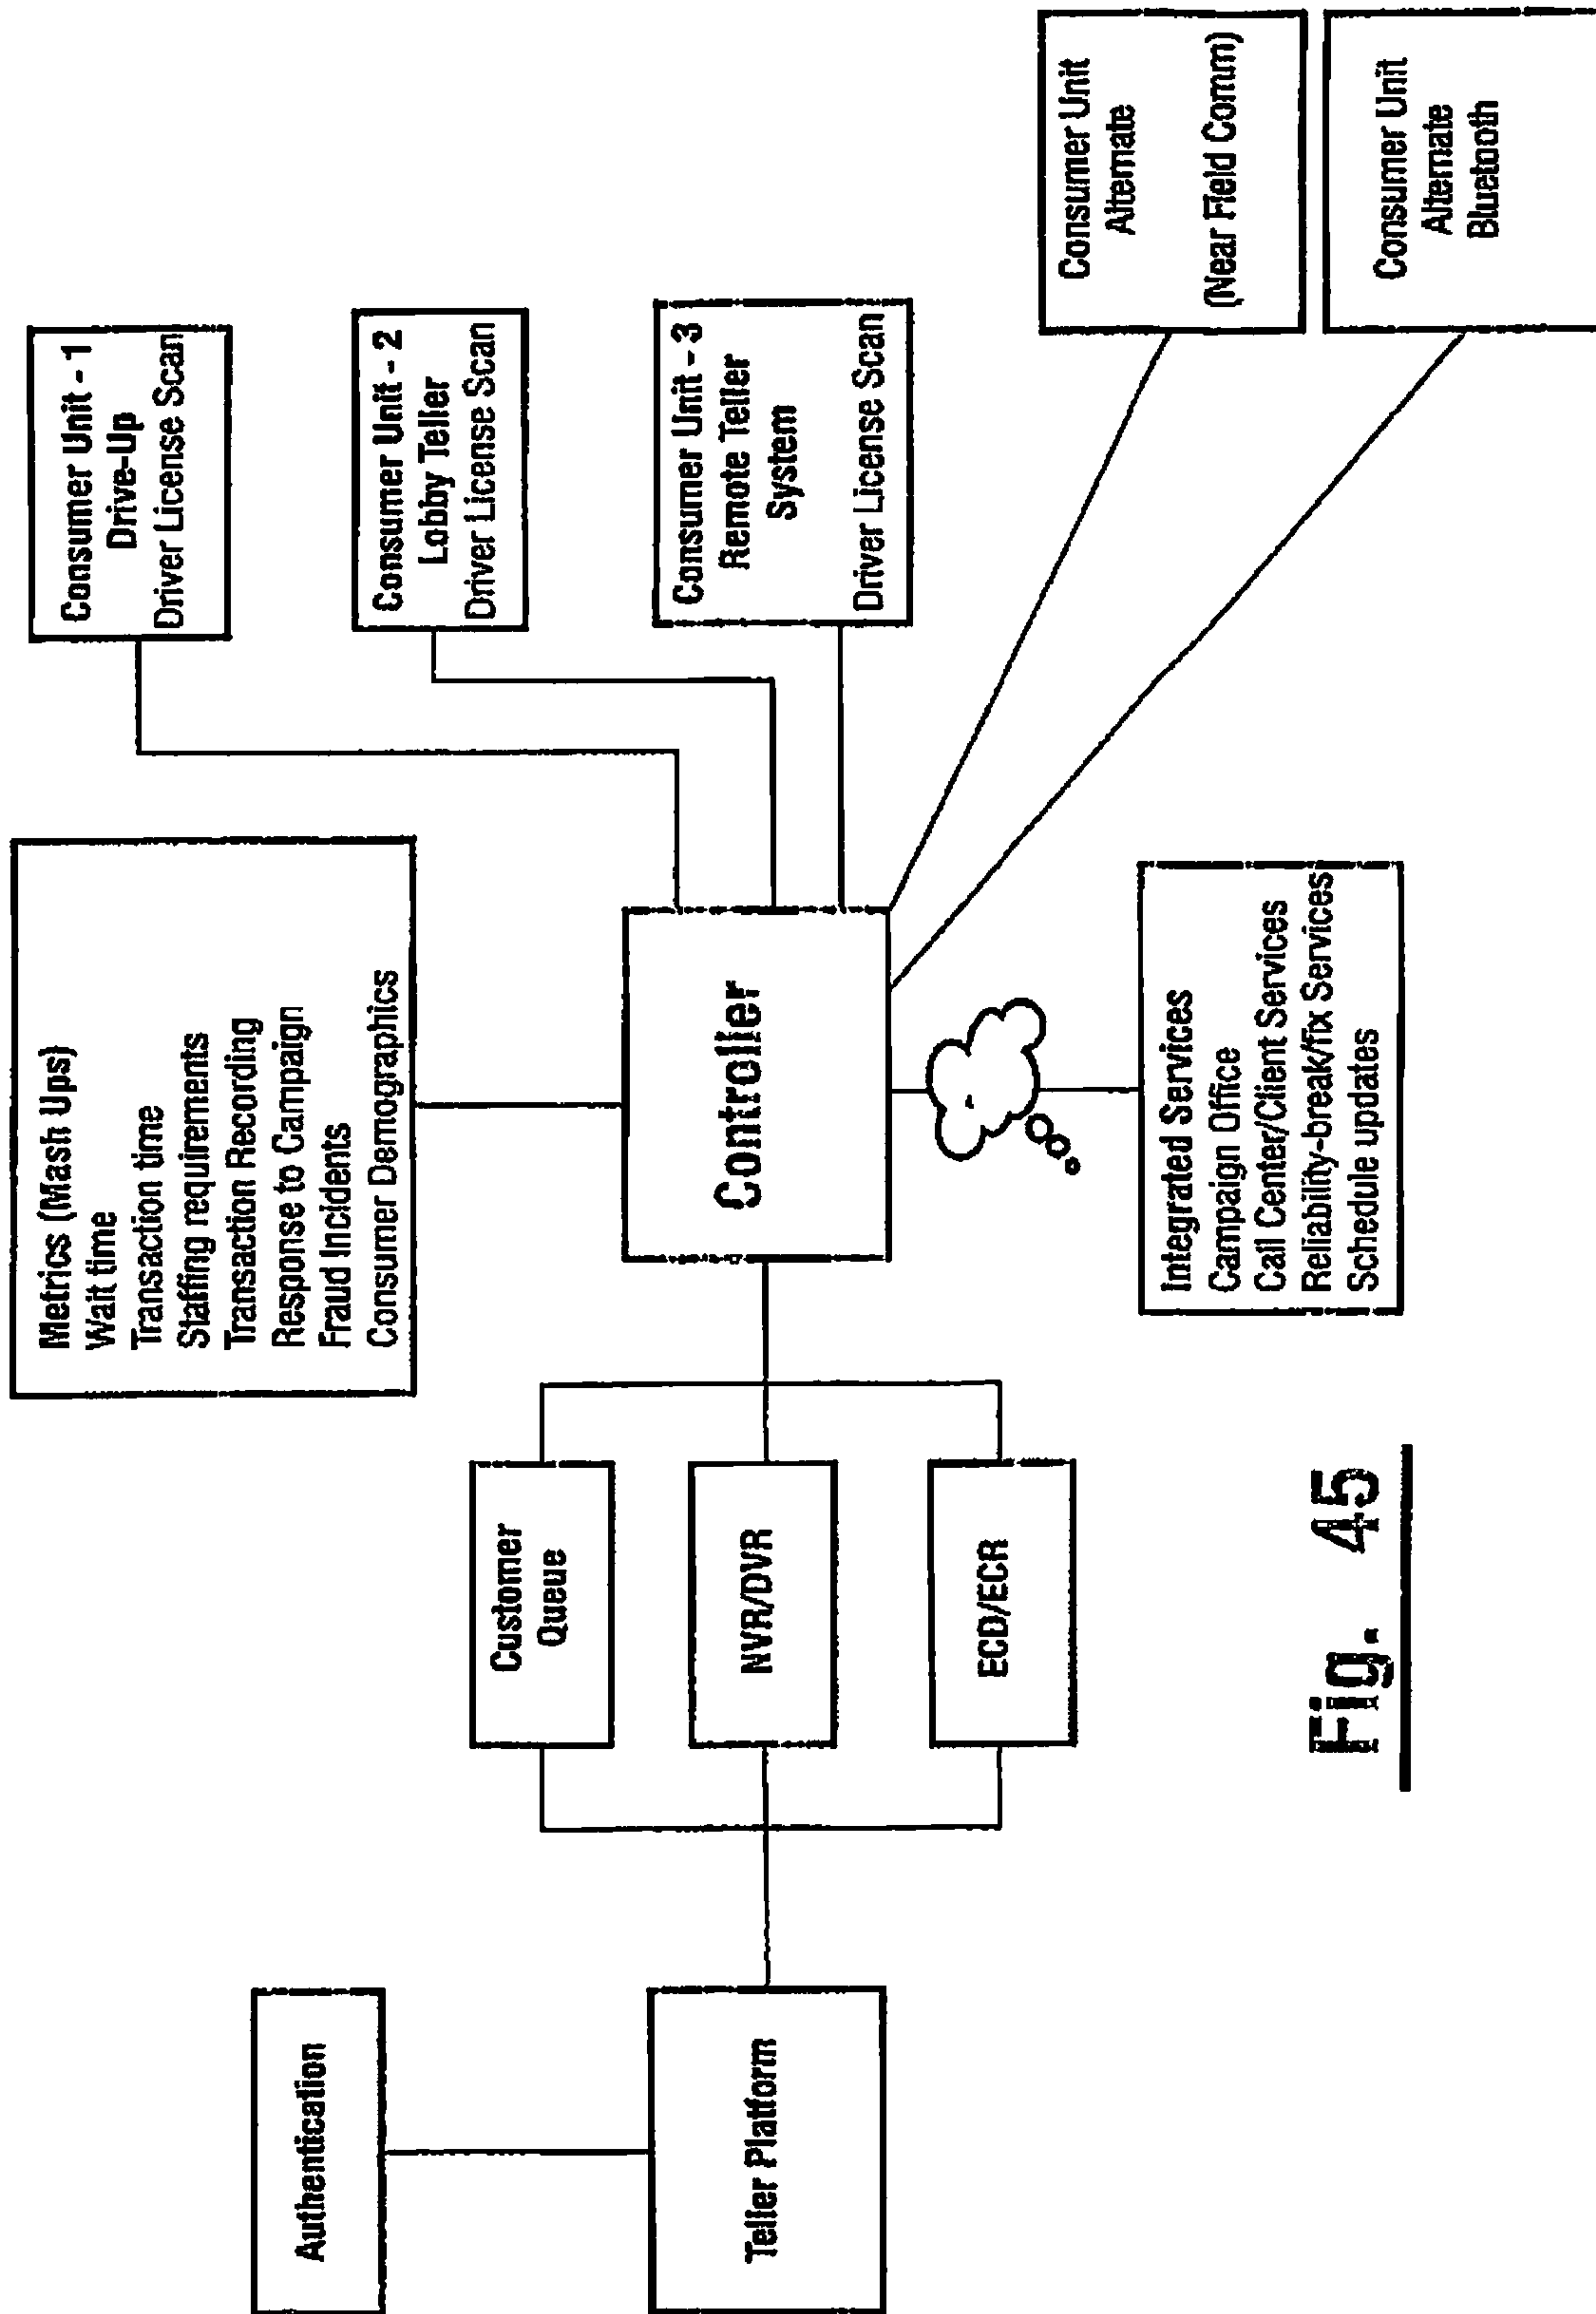 Authentication
Teller Platform
Customer
Queue
NVR/DVR
ECD/ECR
Metrics (Mash Ups)
Wait time
Transaction time
Staffing requirements
Transaction Recording
Response to Campaign
Fraud Incidents
Consumer Demographics
Controller
Integrated Services
Campaign Office
Call Center/Client Services
Reliability-break/fix Services
Schedule updates
Consumer Unit - 1
Drive-Up
Driver License Scan
Consumer Unit - 2
Lobby Teller
Driver License Scan
Consumer Unit - 3
Remote Teller
System
Driver License Scan
Consumer Unit
Alternate
(Near Field Comm)
Consumer Unit
Alternate
Bluetooth
Fig. 45